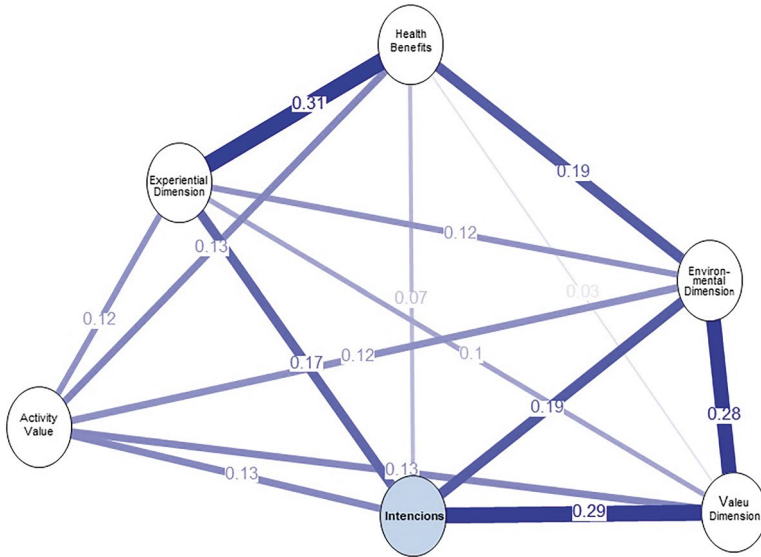 Health
Benefits
0.31
0.19
Experiential
Dimension
0.12
0.13
Environ-
mental
Dimension
0.07
0.03
0.12
0.12
0.1
0.17
0.19
Activity
Value
0.28
0.13
0.13
Intencions
0.29
Valeu
Dimension